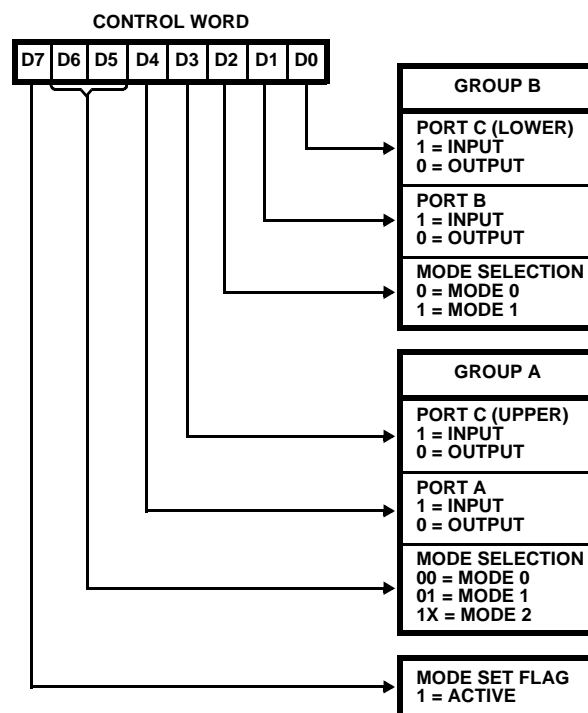 CONTROL WORD
D7 D6 D5 D4 D3 D2 D1 D0
GROUP B
PORT C (LOWER)
1 = INPUT
0 = OUTPUT
PORT B
1 = INPUT
0 = OUTPUT
MODE SELECTION
0 = MODE 0
1 = MODE 1
GROUP A
PORT C (UPPER)
1 = INPUT
0 = OUTPUT
PORT A
1 = INPUT
0 = OUTPUT
MODE SELECTION
00 = MODE 0
01 = MODE 1
1X = MODE 2
MODE SET FLAG
1 = ACTIVE